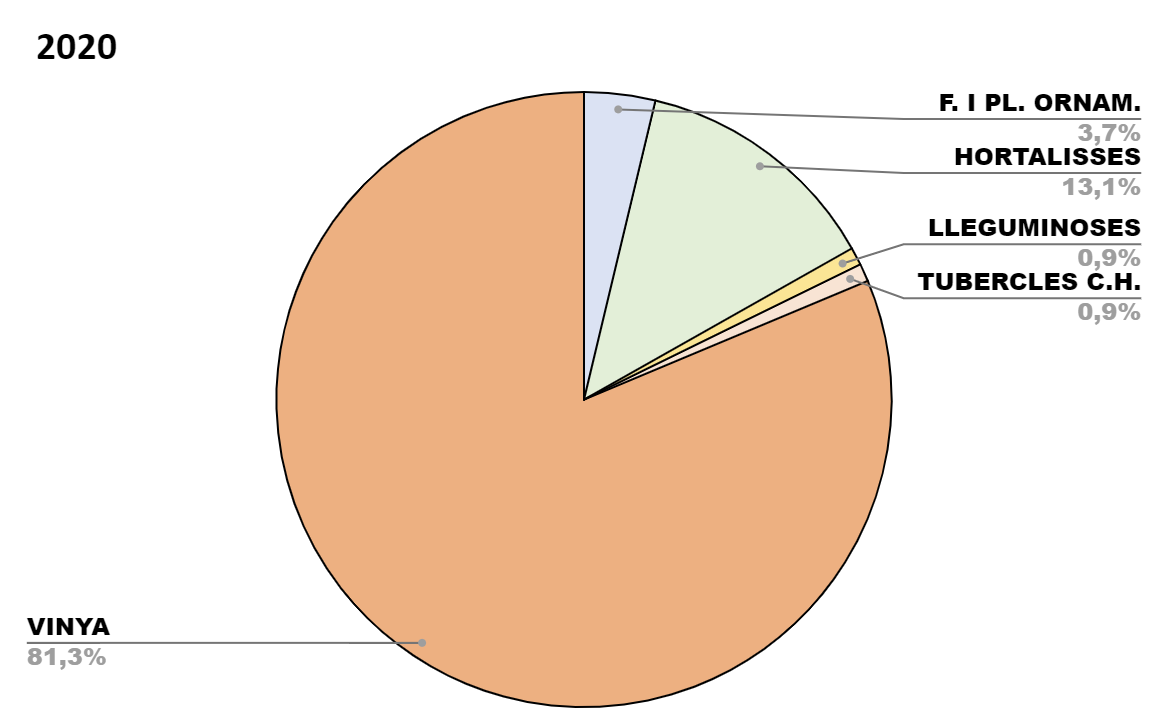 2020
F. I PL. ORNAM.
3,7%
HORTALISSES
13,1%
LLEGUMINOSES
0,9%
TUBERCLES C.H.
0,9%
VINYA
81,3%